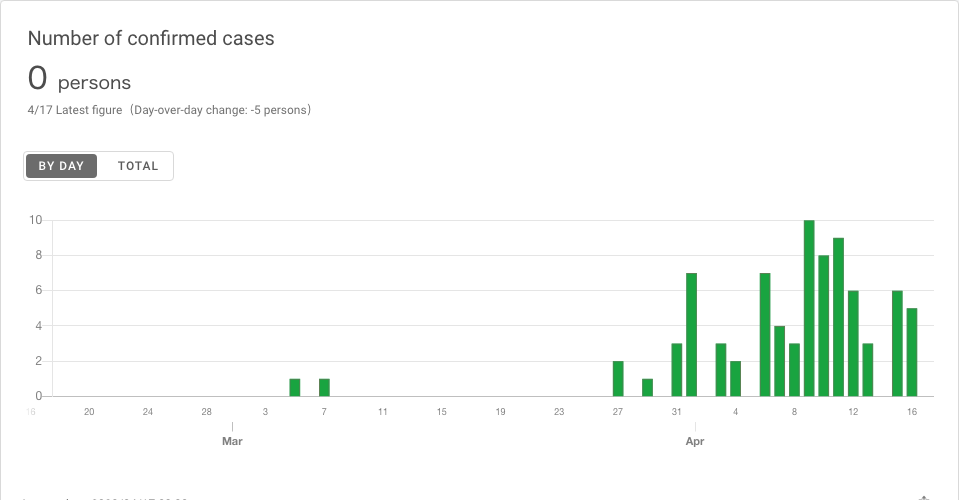 Number of confirmed cases
0 persons
4/17 Latest figure（Day-over-day change: -5 persons）
BY DAY TOTAL
10
8
6
4
2
0
16 20 24 28 3 7 11 15 19 23 27 31 4 8 12 16
Mar Apr